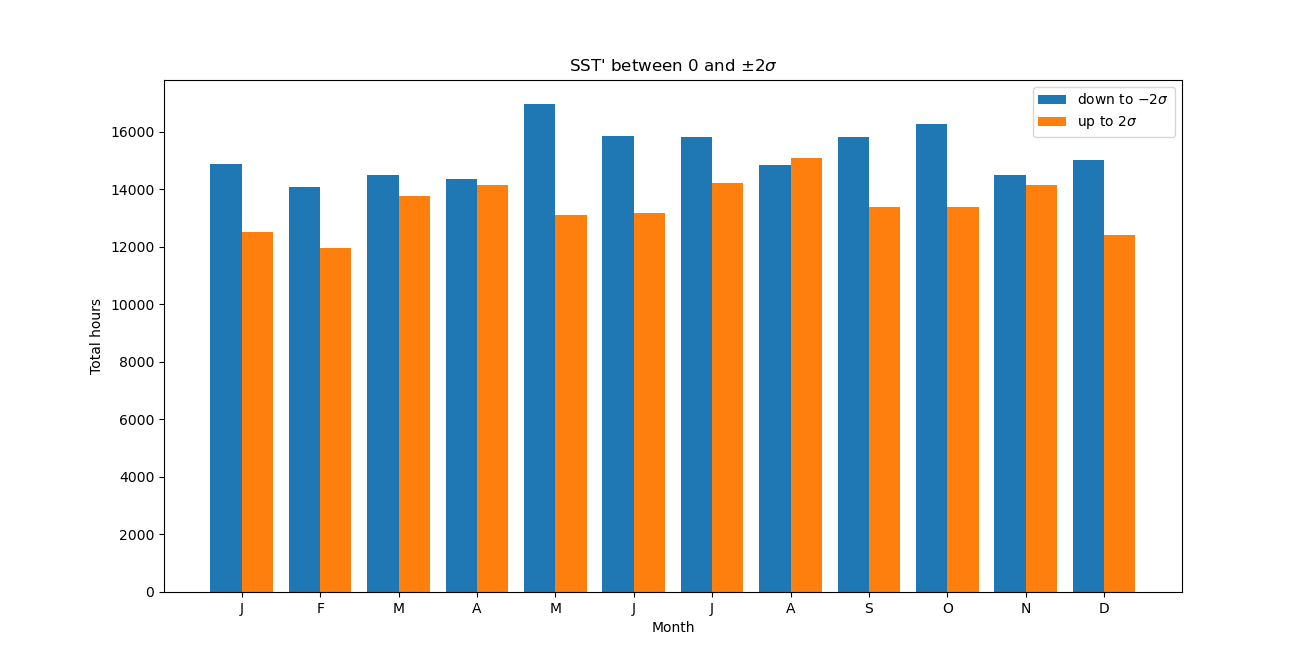 SST' between 0 and ±2σ
down to −2σ
up to 2σ
16000
14000
12000
10000
8000
6000
4000
2000
0
Total hours
J F M A M J J A S O N D
Month